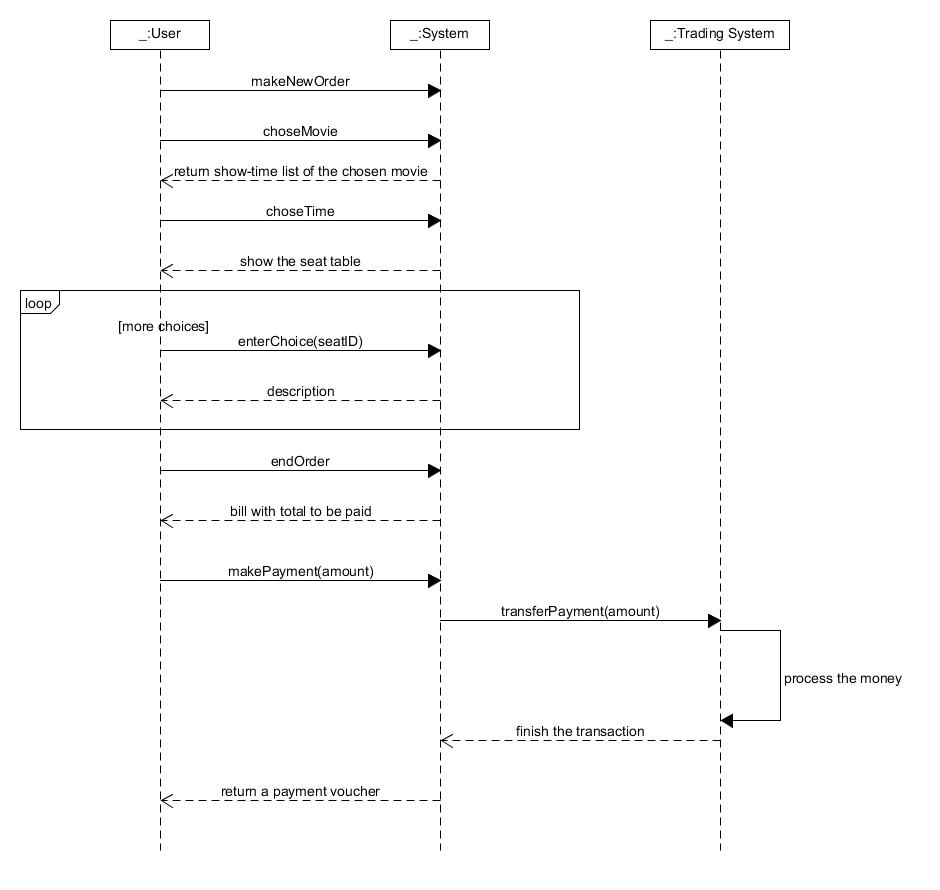 _:User
_:System
_:Trading System
makeNewOrder
choseMovie
return show-time list of the chosen movie
choseTime
show the seat table
loop
[more choices]
enterChoice(seatID)
description
endOrder
bill with total to be paid
makePayment(amount)
transferPayment(amount)
process the money
finish the transaction
return a payment voucher